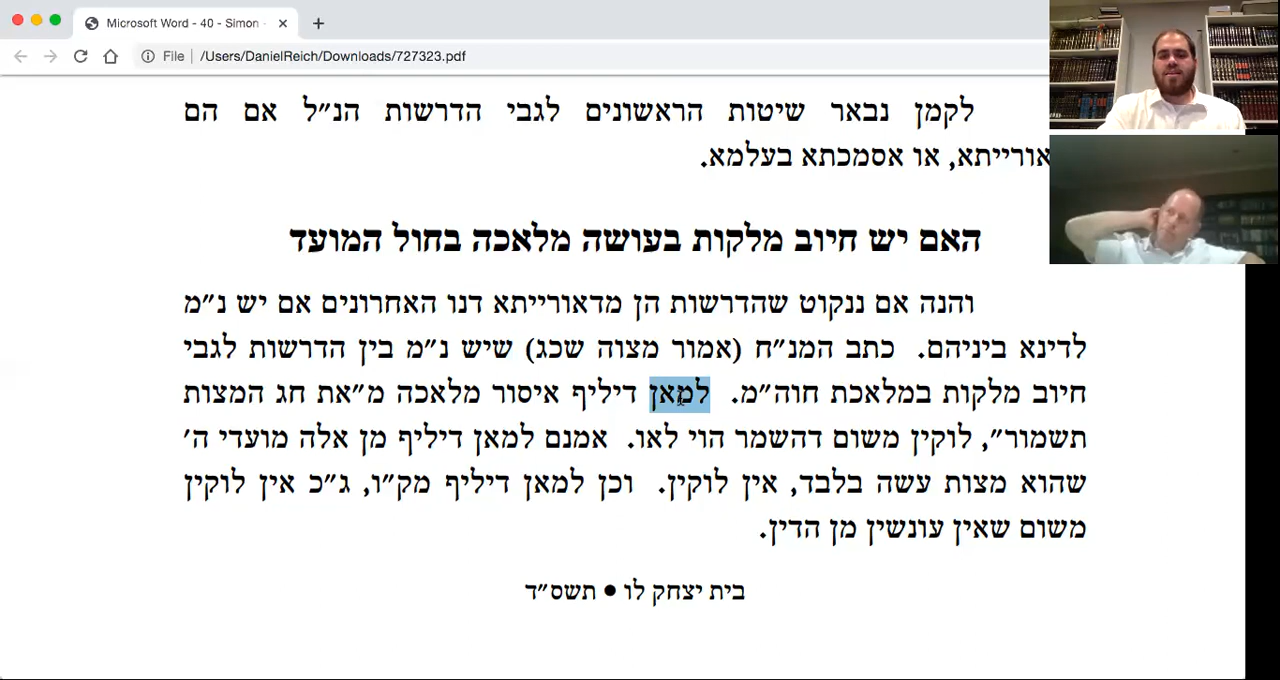 Microsoft Word - 40 - Simon
File
/Users/DanielReich/Downloads/727323.pdf
לקמן נבאר שיטות הראשונים לגבי הדרשות הנ״ל אם הם
אורייתא, או אסמכתא בעלמא.
האם יש חיוב מלקות בעושה מלאכה בחול המועד
והנה אם ננקוט שהדרשות הן מדאורייתא דנו האחרונים אם יש נ״מ
לדינא ביניהם. כתב המנ״ח (אמור מצוה שכג) שיש נ״מ בין הדרשות לגבי
חיוב מלקות במלאכת חוה״מ. למאן דיליף איסור מלאכה מ״את חג המצות
תשמור״, לוקין משום דהשמר הוי לאו. אמנם למאן דיליף מן אלה מועדי ה׳
שהוא מצות עשה בלבד, אין לוקין. וכן למאן דיליף מק״ו, ג״כ אין לוקין
משום שאין עונשין מן הדין.
בית יצחק לו ● תשס״ד